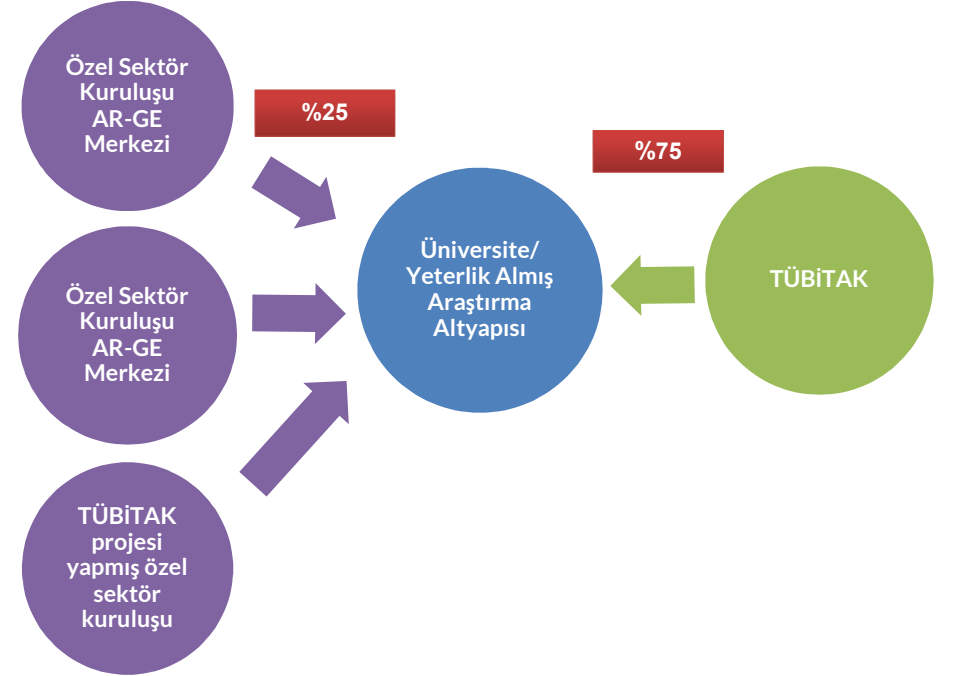 Özel Sektör
Kuruluşu
AR-GE
Merkezi
%25
%75
Özel Sektör
Kuruluşu
AR-GE
Merkezi
Üniversite/
Yeterlik Almış
Araştırma
Altyapısı
TÜBİTAK
TÜBİTAK
projesi
yapmış özel
sektör
kuruluşu